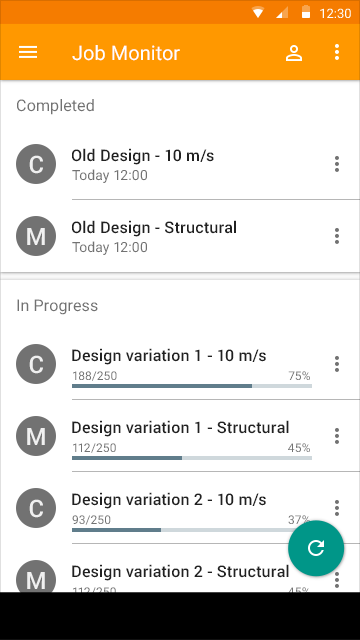 12:30
Job Monitor
Completed
C
Old Design - 10 m/s
Today 12:00
M
Old Design - Structural
Today 12:00
In Progress
C
Design variation 1 - 10 m/s
188/250 75%
M
Design variation 1 - Structural
112/250 45%
C
Design variation 2 - 10 m/s
93/250 37%
M
Design variation 2 - Structural
112/250 45%